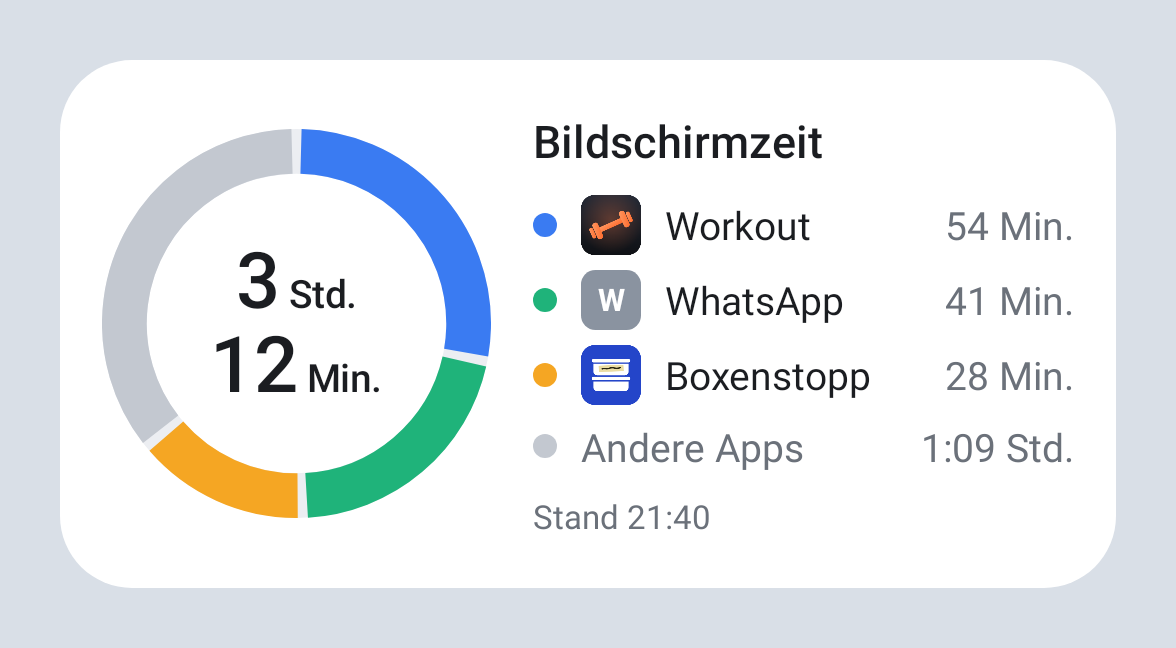 3 Std.
12 Min.
Bildschirmzeit
Workout 54 Min.
W WhatsApp 41 Min.
Boxenstopp 28 Min.
Andere Apps 1:09 Std.
Stand 21:40